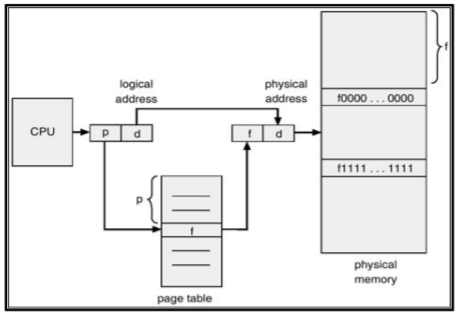 logical
address
physical
address
f
f0000 ... 0000
CPU
p d
f d
f1111 ... 1111
p
f
physical
memory
page table